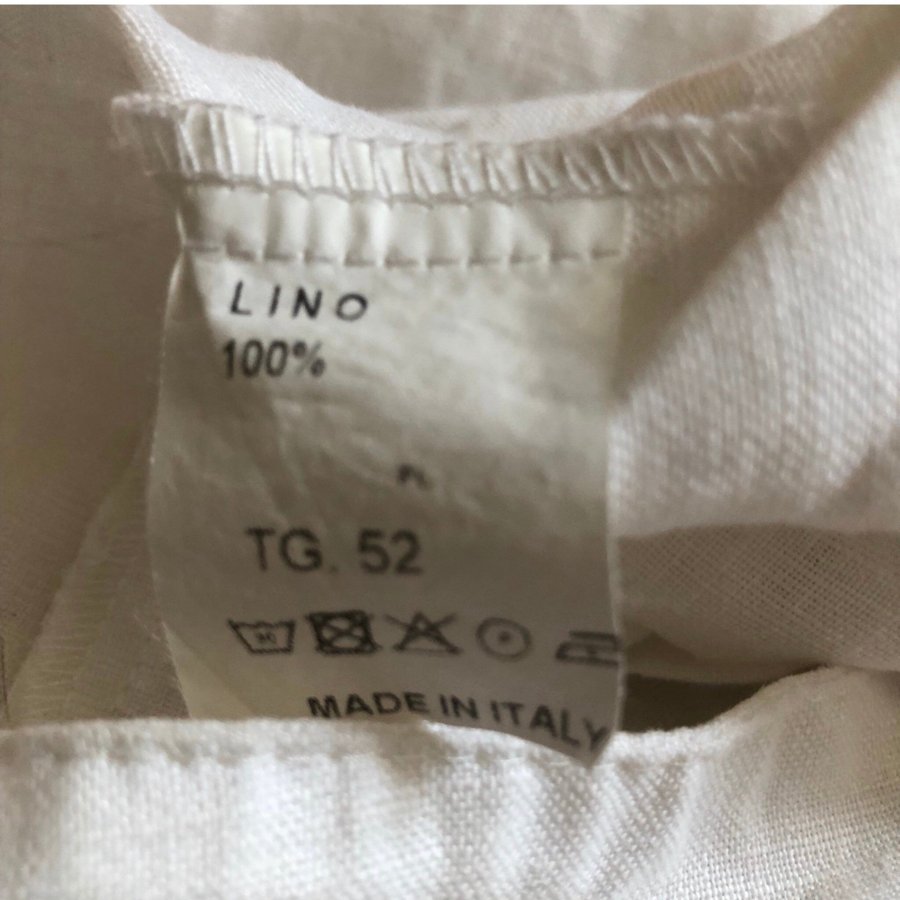 LINO
100%
TG. 52
MADE IN ITALY